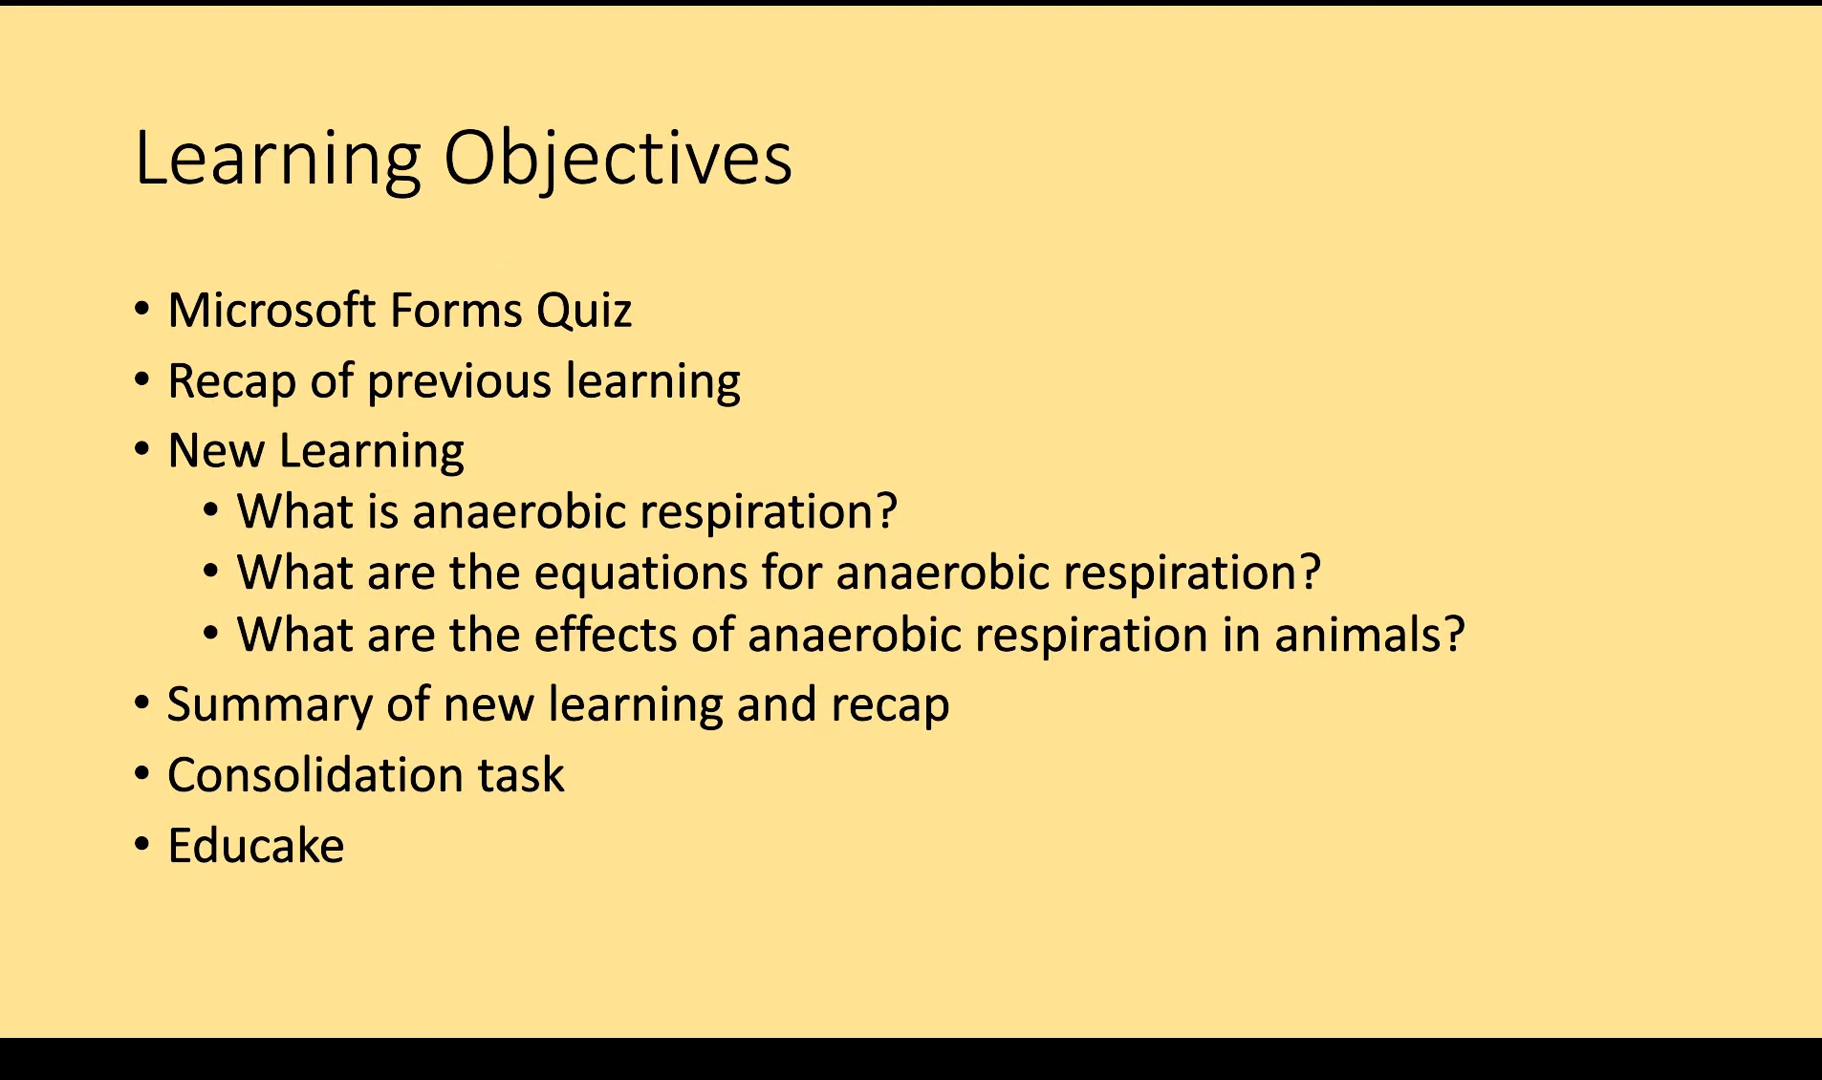 Learning Objectives
• Microsoft Forms Quiz
• Recap of previous learning
• New Learning
• What is anaerobic respiration?
• What are the equations for anaerobic respiration?
• What are the effects of anaerobic respiration in animals?
• Summary of new learning and recap
• Consolidation task
• Educake